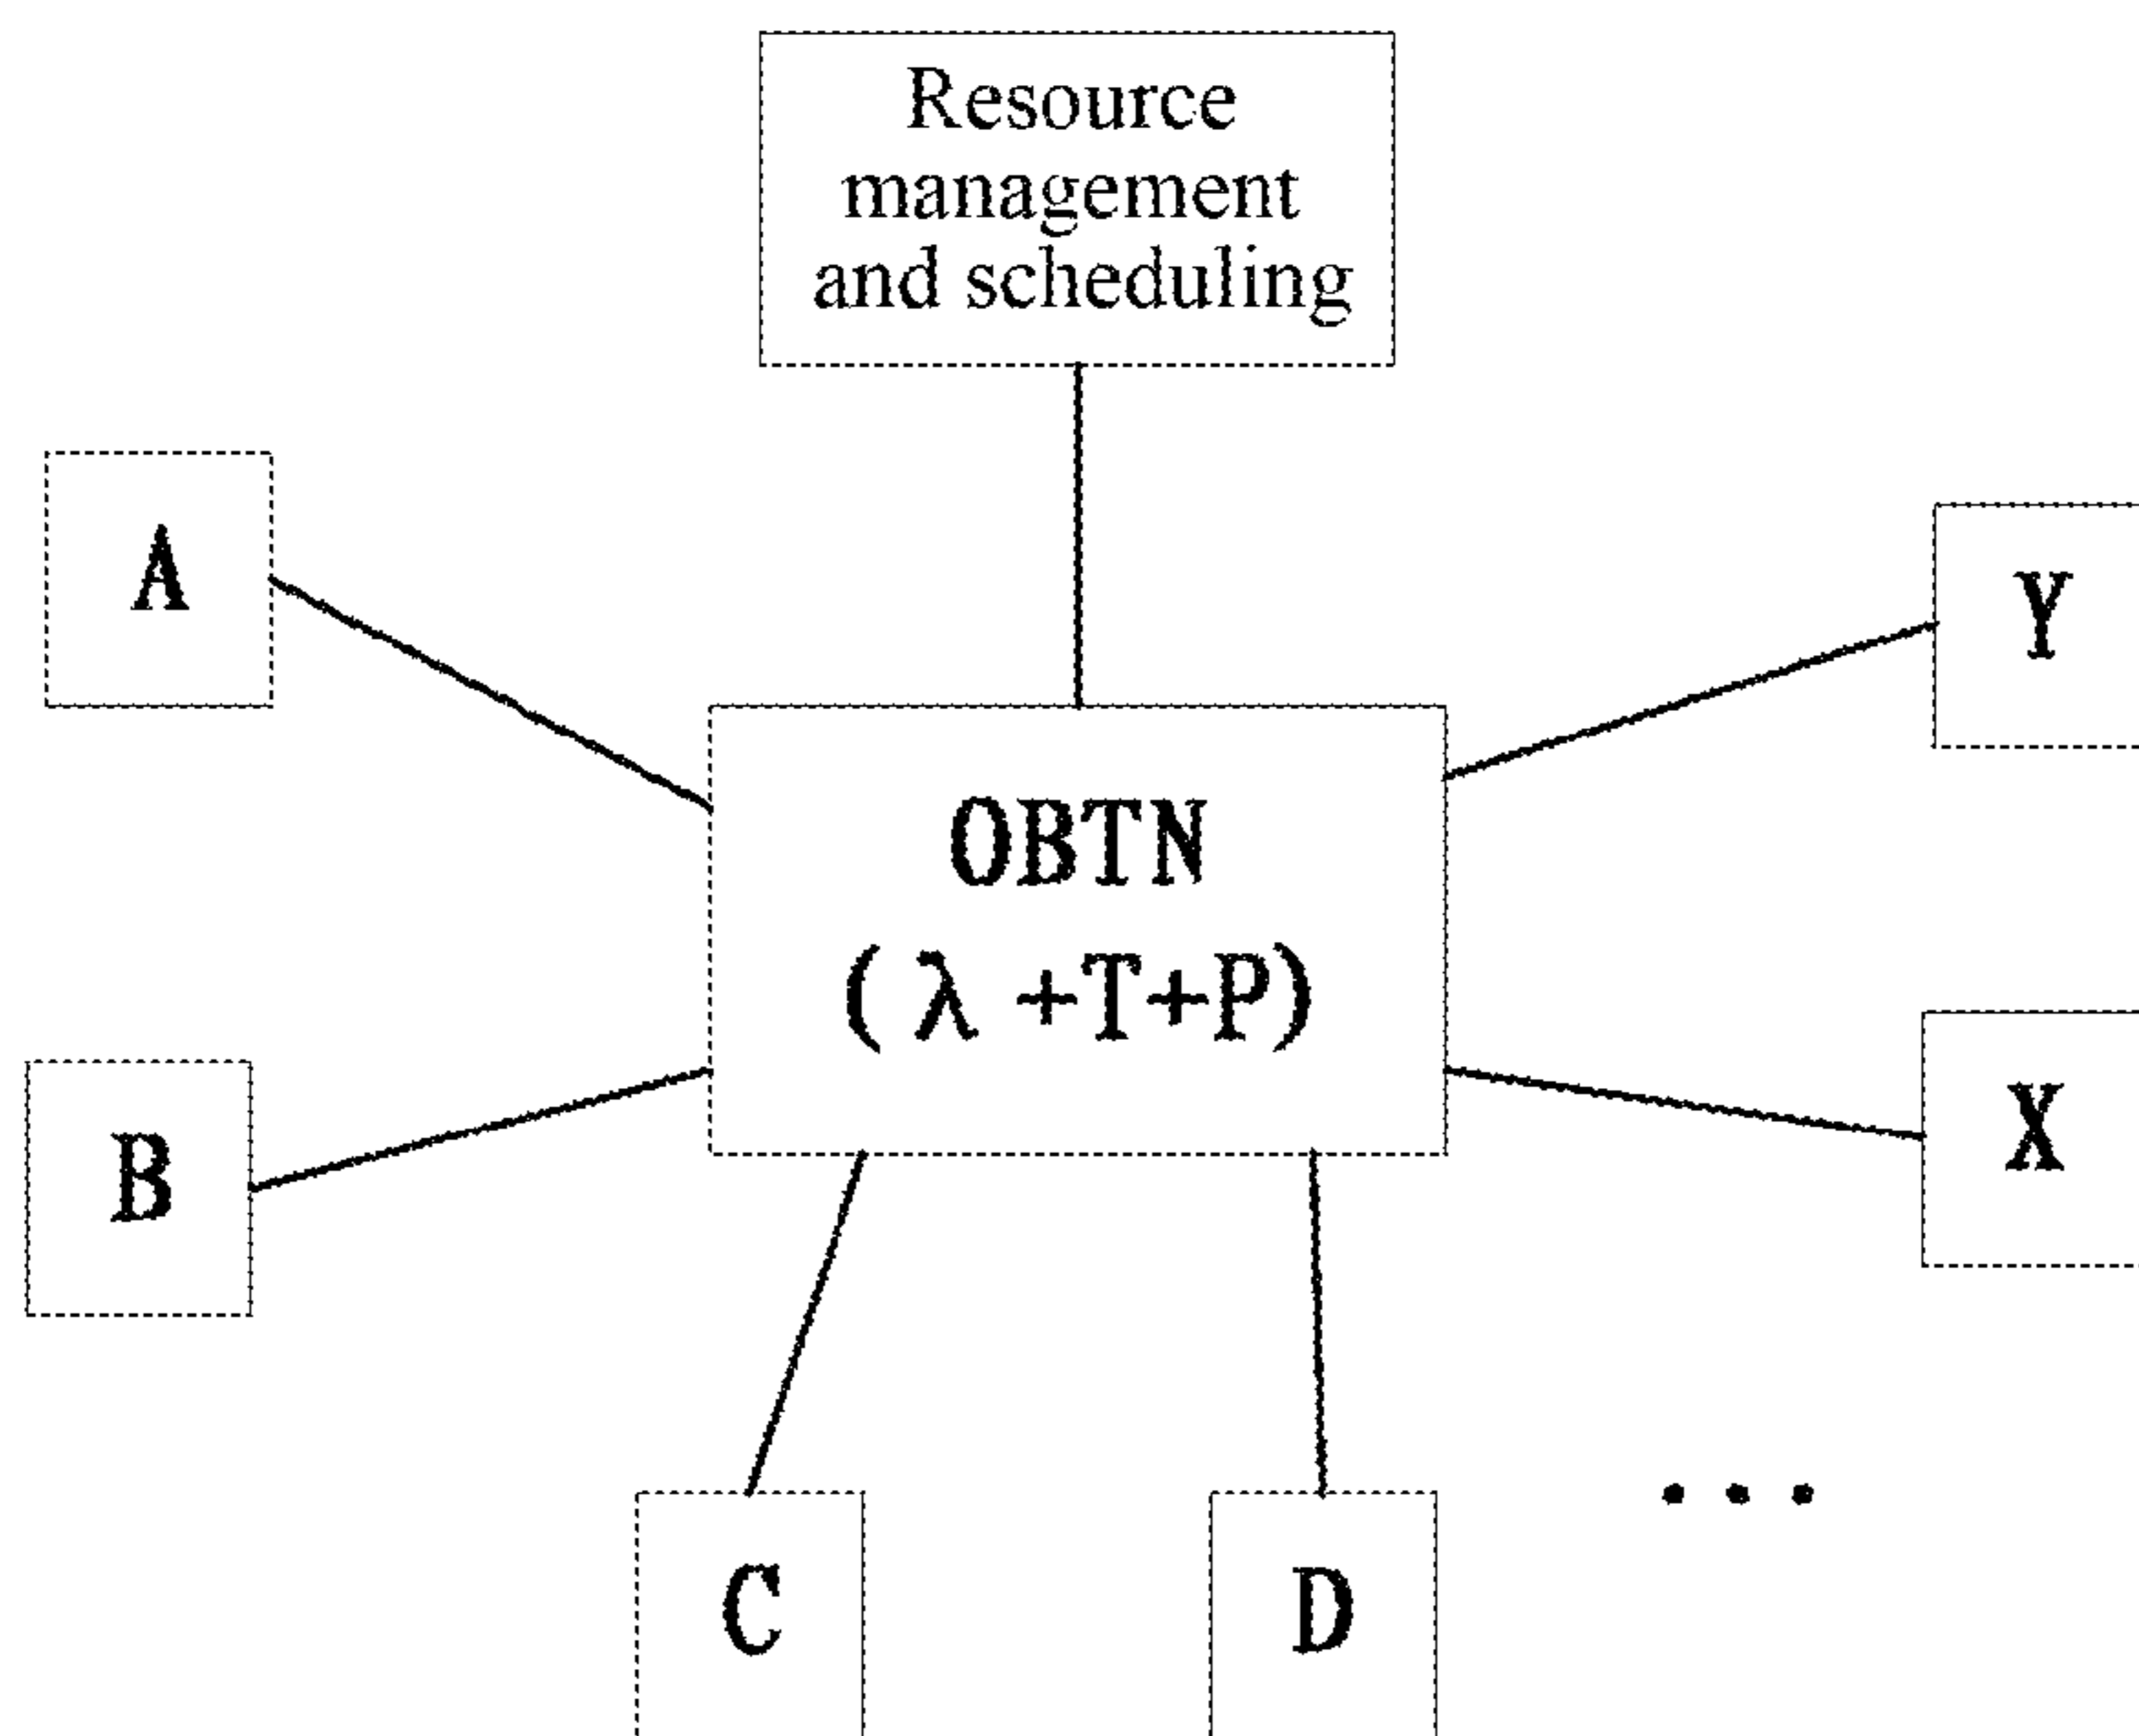 Resource
management
and scheduling
A
Y
OBTN
( λ +T+P)
B
X
C
D
...